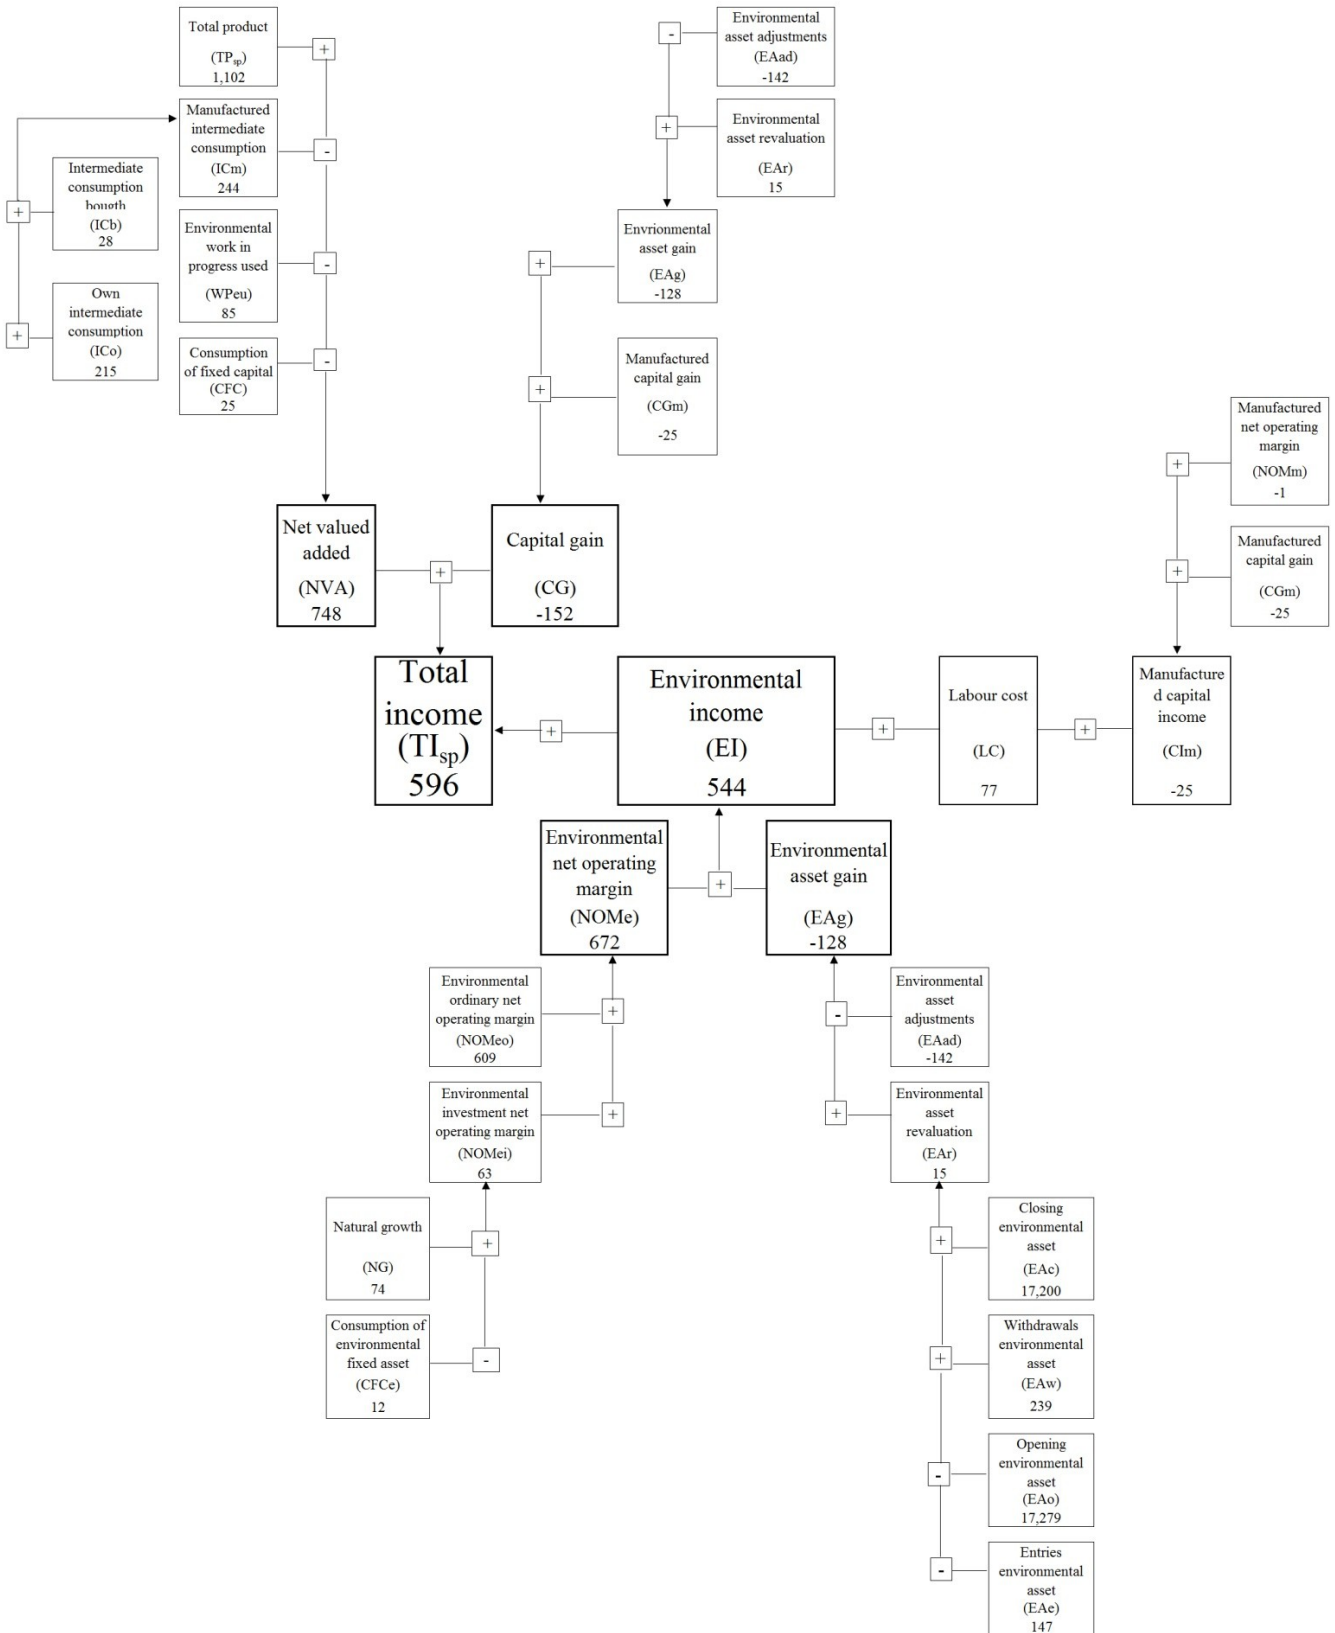 Total product
(TPsp)
1,102
+
Manufactured
intermediate
consumption
(ICm)
244
-
Intermediate
consumption
bougth
(ICb)
28
+
Environmental
work in
progress used
(WPeu)
85
-
Own
intermediate
consumption
(ICo)
215
+
Consumption
of fixed capital
(CFC)
25
-
Environmental
asset adjustments
(EAad)
-142
-
Environmental
asset revaluation
(EAr)
15
+
Envrionmental
asset gain
(EAg)
-128
+
Manufactured
capital gain
(CGm)
-25
+
Manufactured
net operating
margin
(NOMm)
-1
+
Manufactured
capital gain
(CGm)
-25
+
Net valued
added
(NVA)
748
+
Capital gain
(CG)
-152
Total
income
(TIsp)
596
+
Environmental
income
(EI)
544
+
Labour cost
(LC)
77
+
Manufacture
d capital
income
(CIm)
-25
Environmental
net operating
margin
(NOMe)
672
+
Environmental
asset gain
(EAg)
-128
Environmental
ordinary net
operating margin
(NOMeo)
609
+
Environmental
investment net
operating margin
(NOMei)
63
+
Environmental
asset
adjustments
(EAad)
-142
-
Environmental
asset
revaluation
(EAr)
15
+
Natural growth
(NG)
74
+
Consumption of
environmental
fixed asset
(CFCe)
12
-
Closing
environmental
asset
(EAc)
17,200
+
Withdrawals
environmental
asset
(EAw)
239
+
Opening
environmental
asset
(EAo)
17,279
-
Entries
environmental
asset
(EAe)
147
-